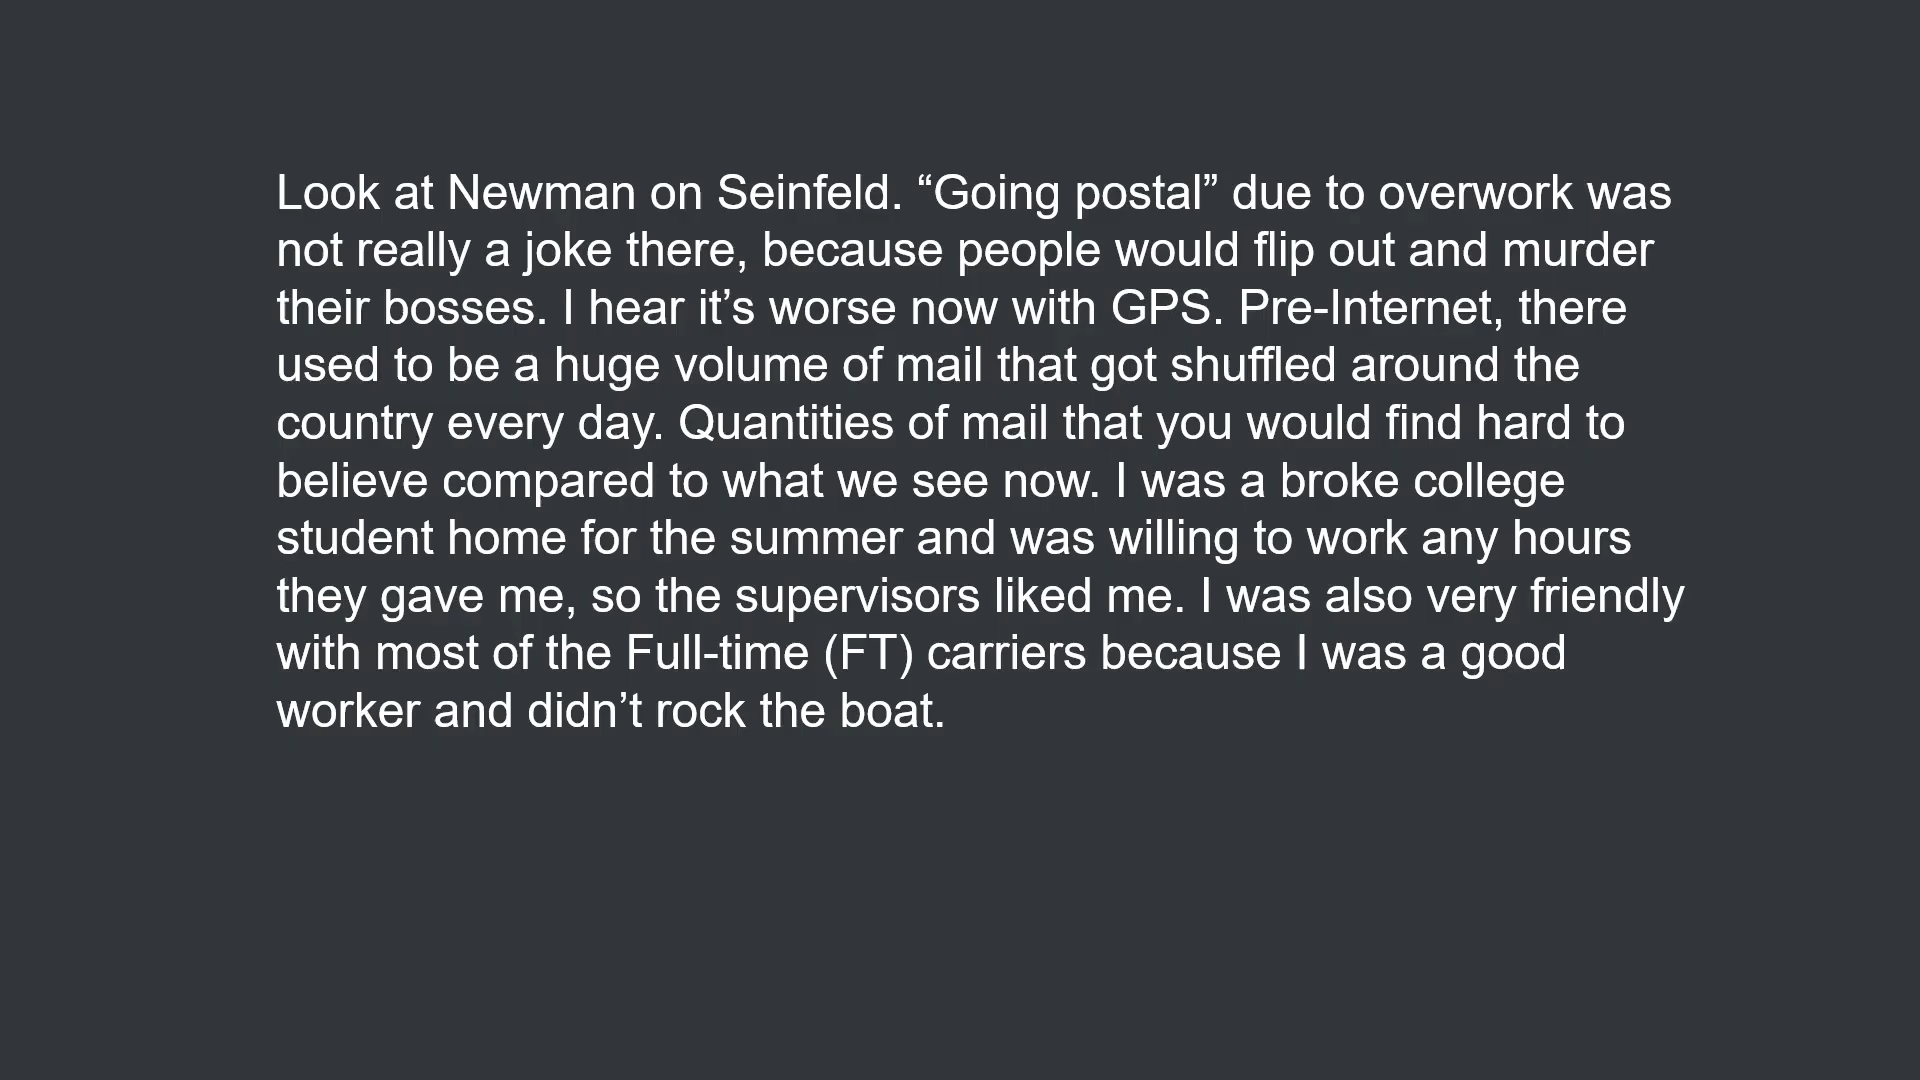 Look at Newman on Seinfeld. “Going postal” due to overwork was
not really a joke there, because people would flip out and murder
their bosses. I hear it’s worse now with GPS. Pre-Internet, there
used to be a huge volume of mail that got shuffled around the
country every day. Quantities of mail that you would find hard to
believe compared to what we see now. I was a broke college
student home for the summer and was willing to work any hours
they gave me, so the supervisors liked me. I was also very friendly
with most of the Full-time (FT) carriers because I was a good
worker and didn’t rock the boat.